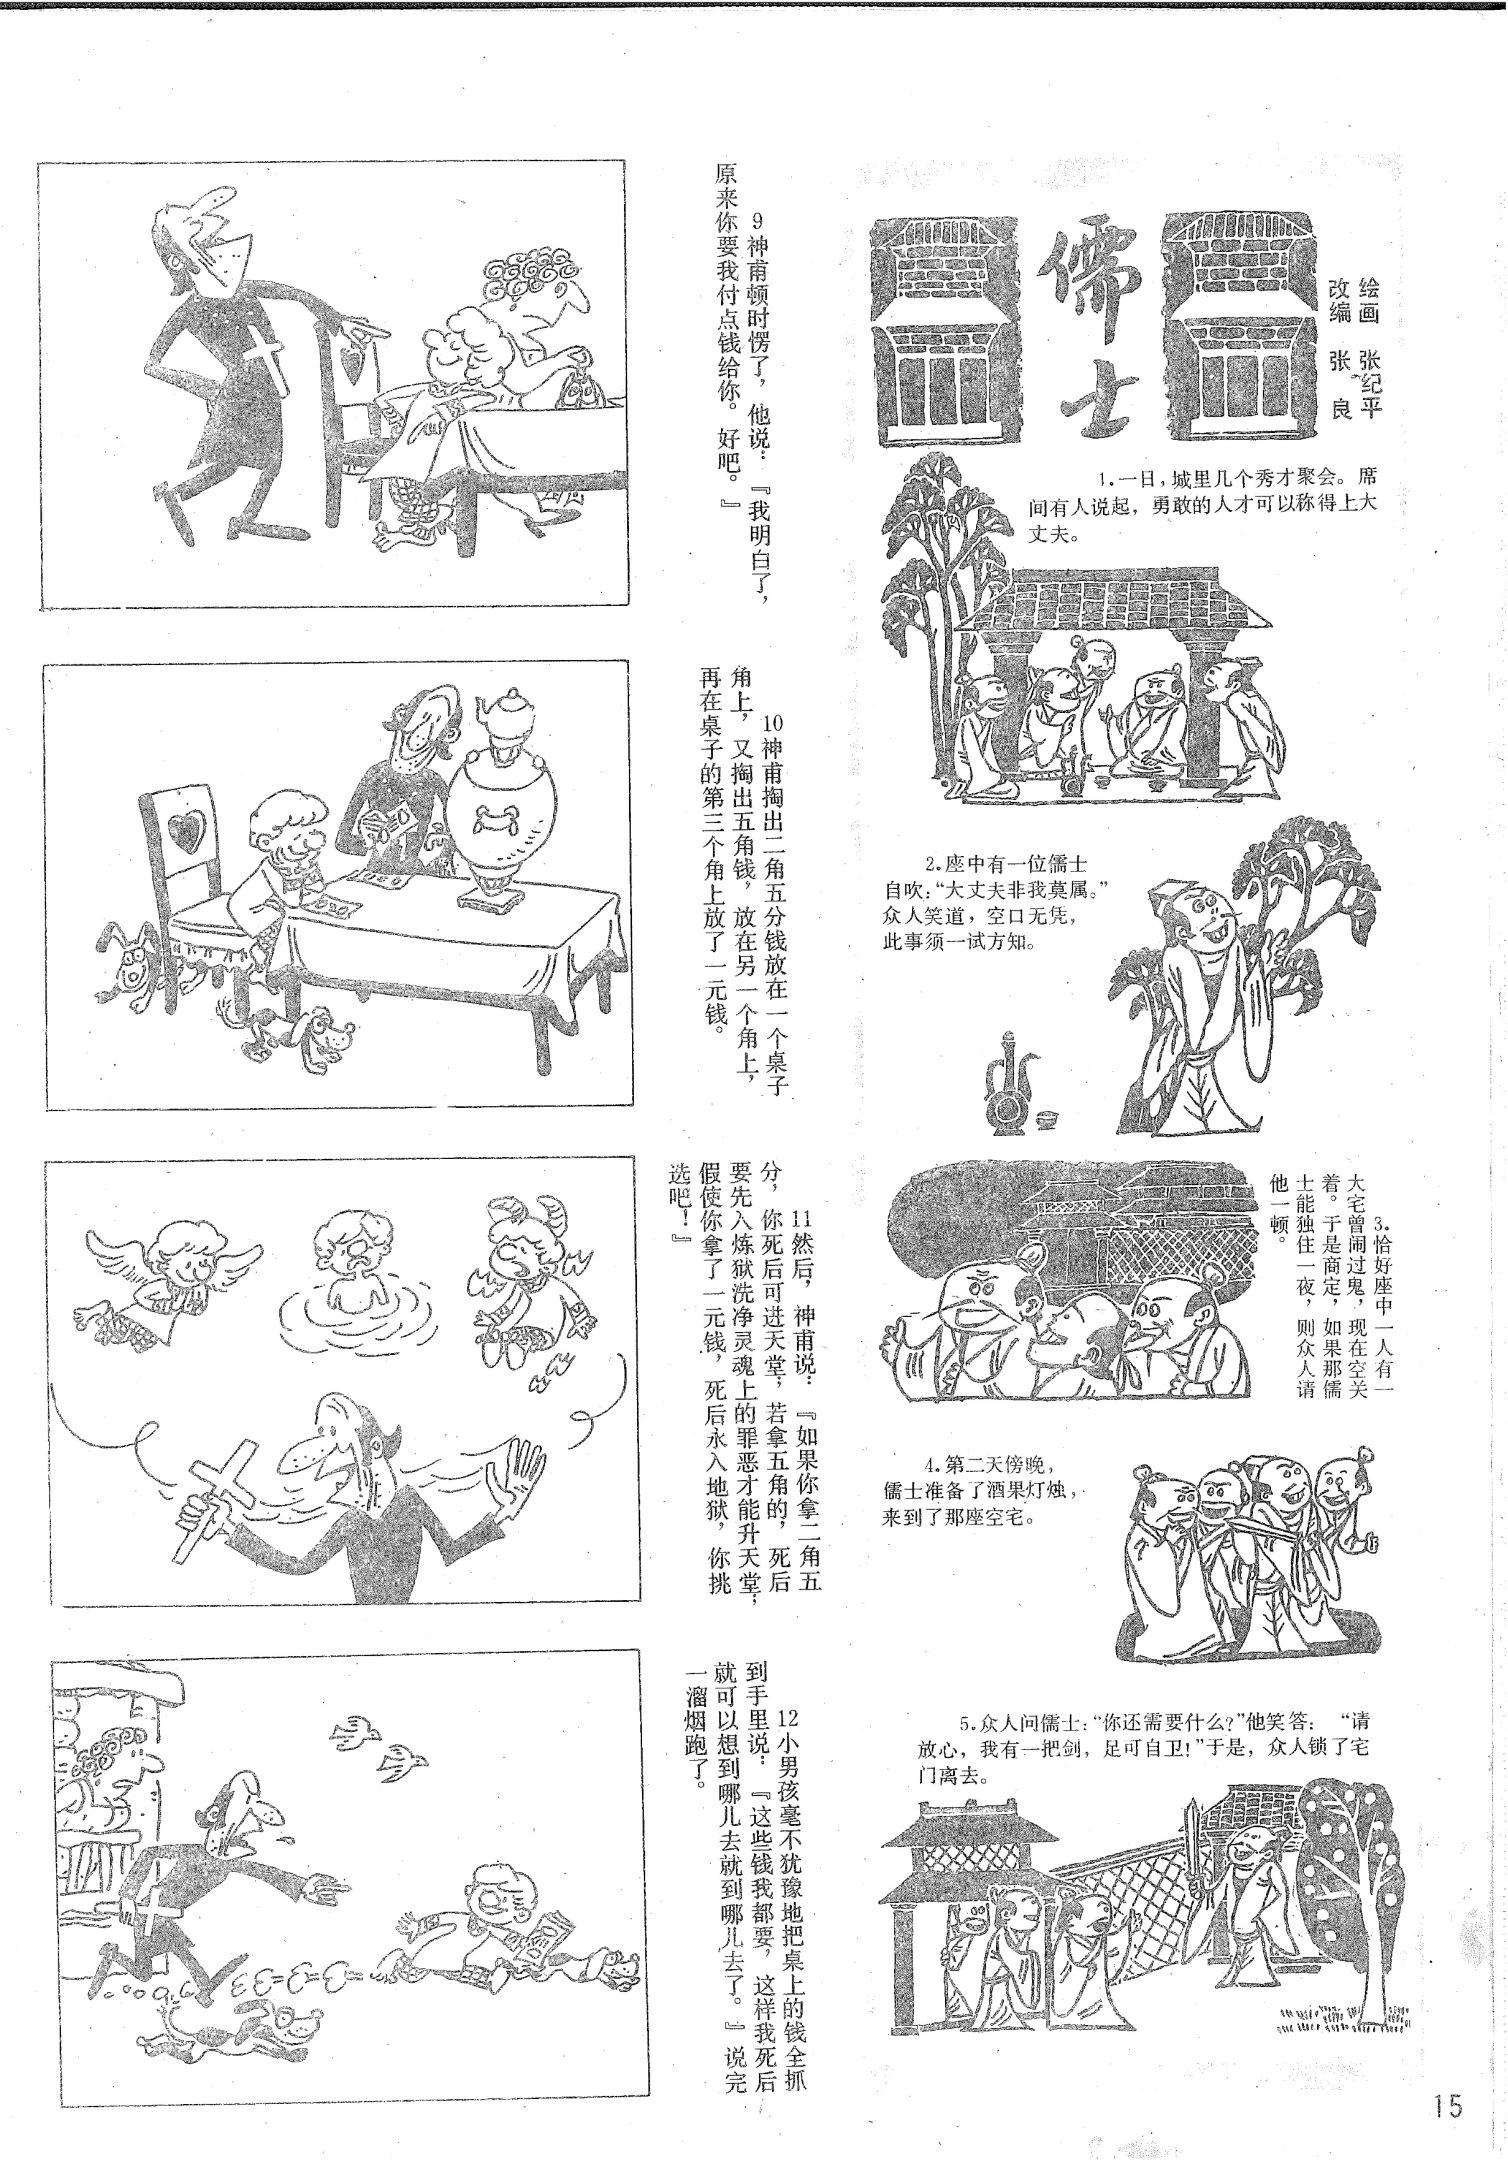 9神甫顿时愣了，他说：『我明白了，
原来你要我付点钱给你。好吧。』
10神甫掏出二角五分钱放在一个桌子
角上，又掏出五角钱，放在另一个角上，
再在桌子的第三个角上放了一元钱。
11然后，神甫说：『如果你拿二角五
分，你死后可进天堂；若拿五角的，死后
要先入炼狱洗净灵魂上的罪恶才能升天堂；
假使你拿了一元钱，死后永入地狱，你挑
选吧！』
12小男孩毫不犹豫地把桌上的钱全抓
到手里说：『这些钱我都要，这样我死后
就可以想到哪儿去就到哪儿去了。』说完
一溜烟跑了。
儒士
绘画 张纪平
改编 张良
1.一日，城里几个秀才聚会。席
间有人说起，勇敢的人才可以称得上大
丈夫。
2.座中有一位儒士
自吹：“大丈夫非我莫属。”
众人笑道，空口无凭，
此事须一试方知。
3.恰好座中一人有一
大宅曾闹过鬼，现在空关
着。于是商定，如果那儒
士能独住一夜，则众人请
他一顿。
4.第二天傍晚，
儒士准备了酒果灯烛，
来到了那座空宅。
5.众人问儒士：“你还需要什么？”他笑答：“请
放心，我有一把剑，足可自卫！”于是，众人锁了宅
门离去。
15